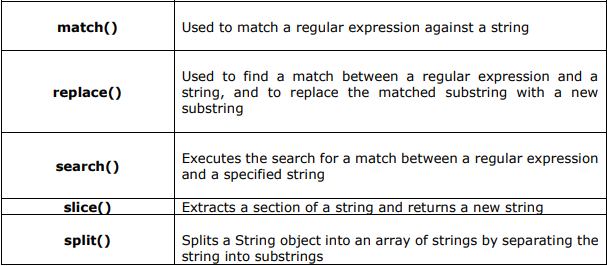 match() Used to match a regular expression against a string
replace() Used to find a match between a regular expression and a
string, and to replace the matched substring with a new
substring
search() Executes the search for a match between a regular expression
and a specified string
slice() Extracts a section of a string and returns a new string
split() Splits a String object into an array of strings by separating the
string into substrings